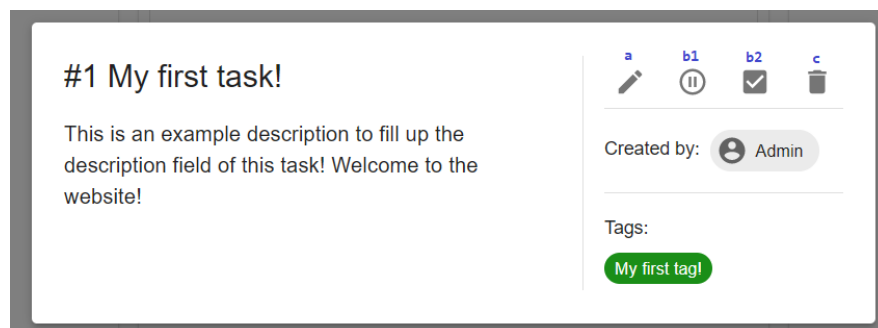 #1 My first task!
This is an example description to fill up the
description field of this task! Welcome to the
website!
a b1 b2 c
Created by: Admin
Tags:
My first tag!